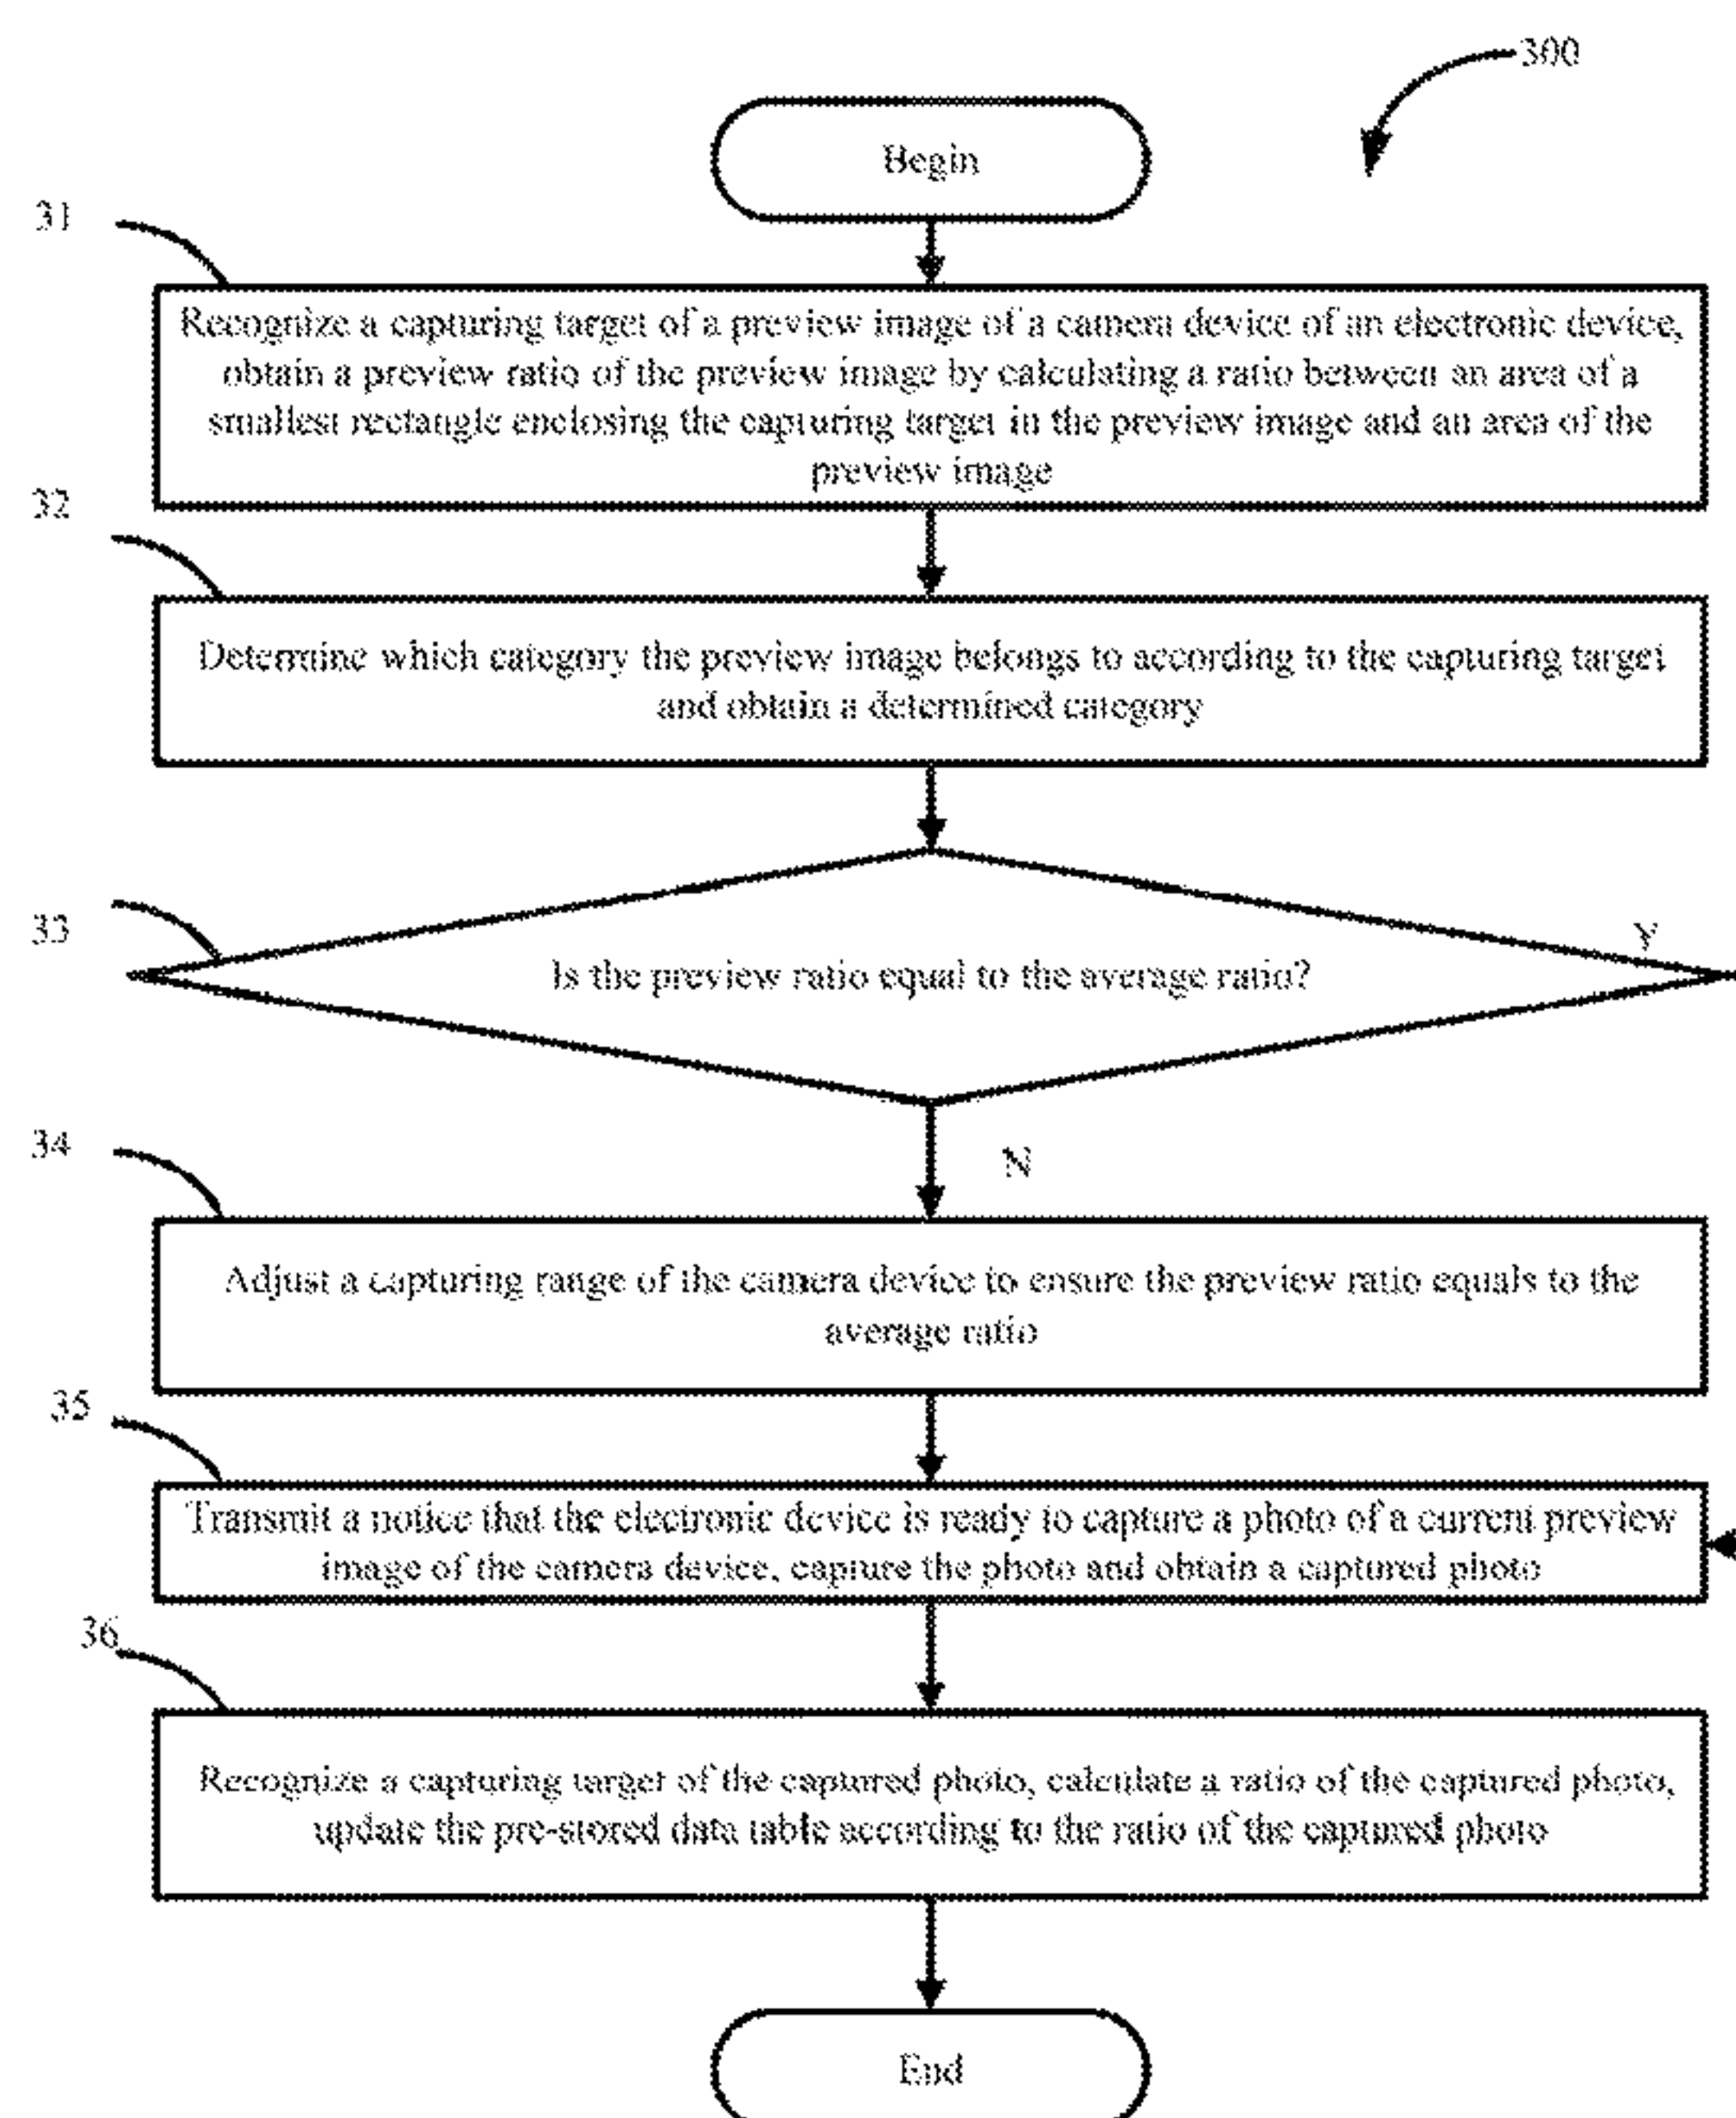 300
Begin
31
Recognize a capturing target of a preview image of a camera device of an electronic device,
obtain a preview ratio of the preview image by calculating a ratio between an area of a
smallest rectangle enclosing the capturing target in the preview image and an area of the
preview image
32
Determine which category the preview image belongs to according to the capturing target
and obtain a determined category
33
Y
Is the preview ratio equal to the average ratio?
34
N
Adjust a capturing range of the camera device to ensure the preview ratio equals to the
average ratio
35
Transmit a notice that the electronic device is ready to capture a photo of a current preview
image of the camera device, capture the photo and obtain a captured photo
36
Recognize a capturing target of the captured photo, calculate a ratio of the captured photo,
update the pre-stored data table according to the ratio of the captured photo
End